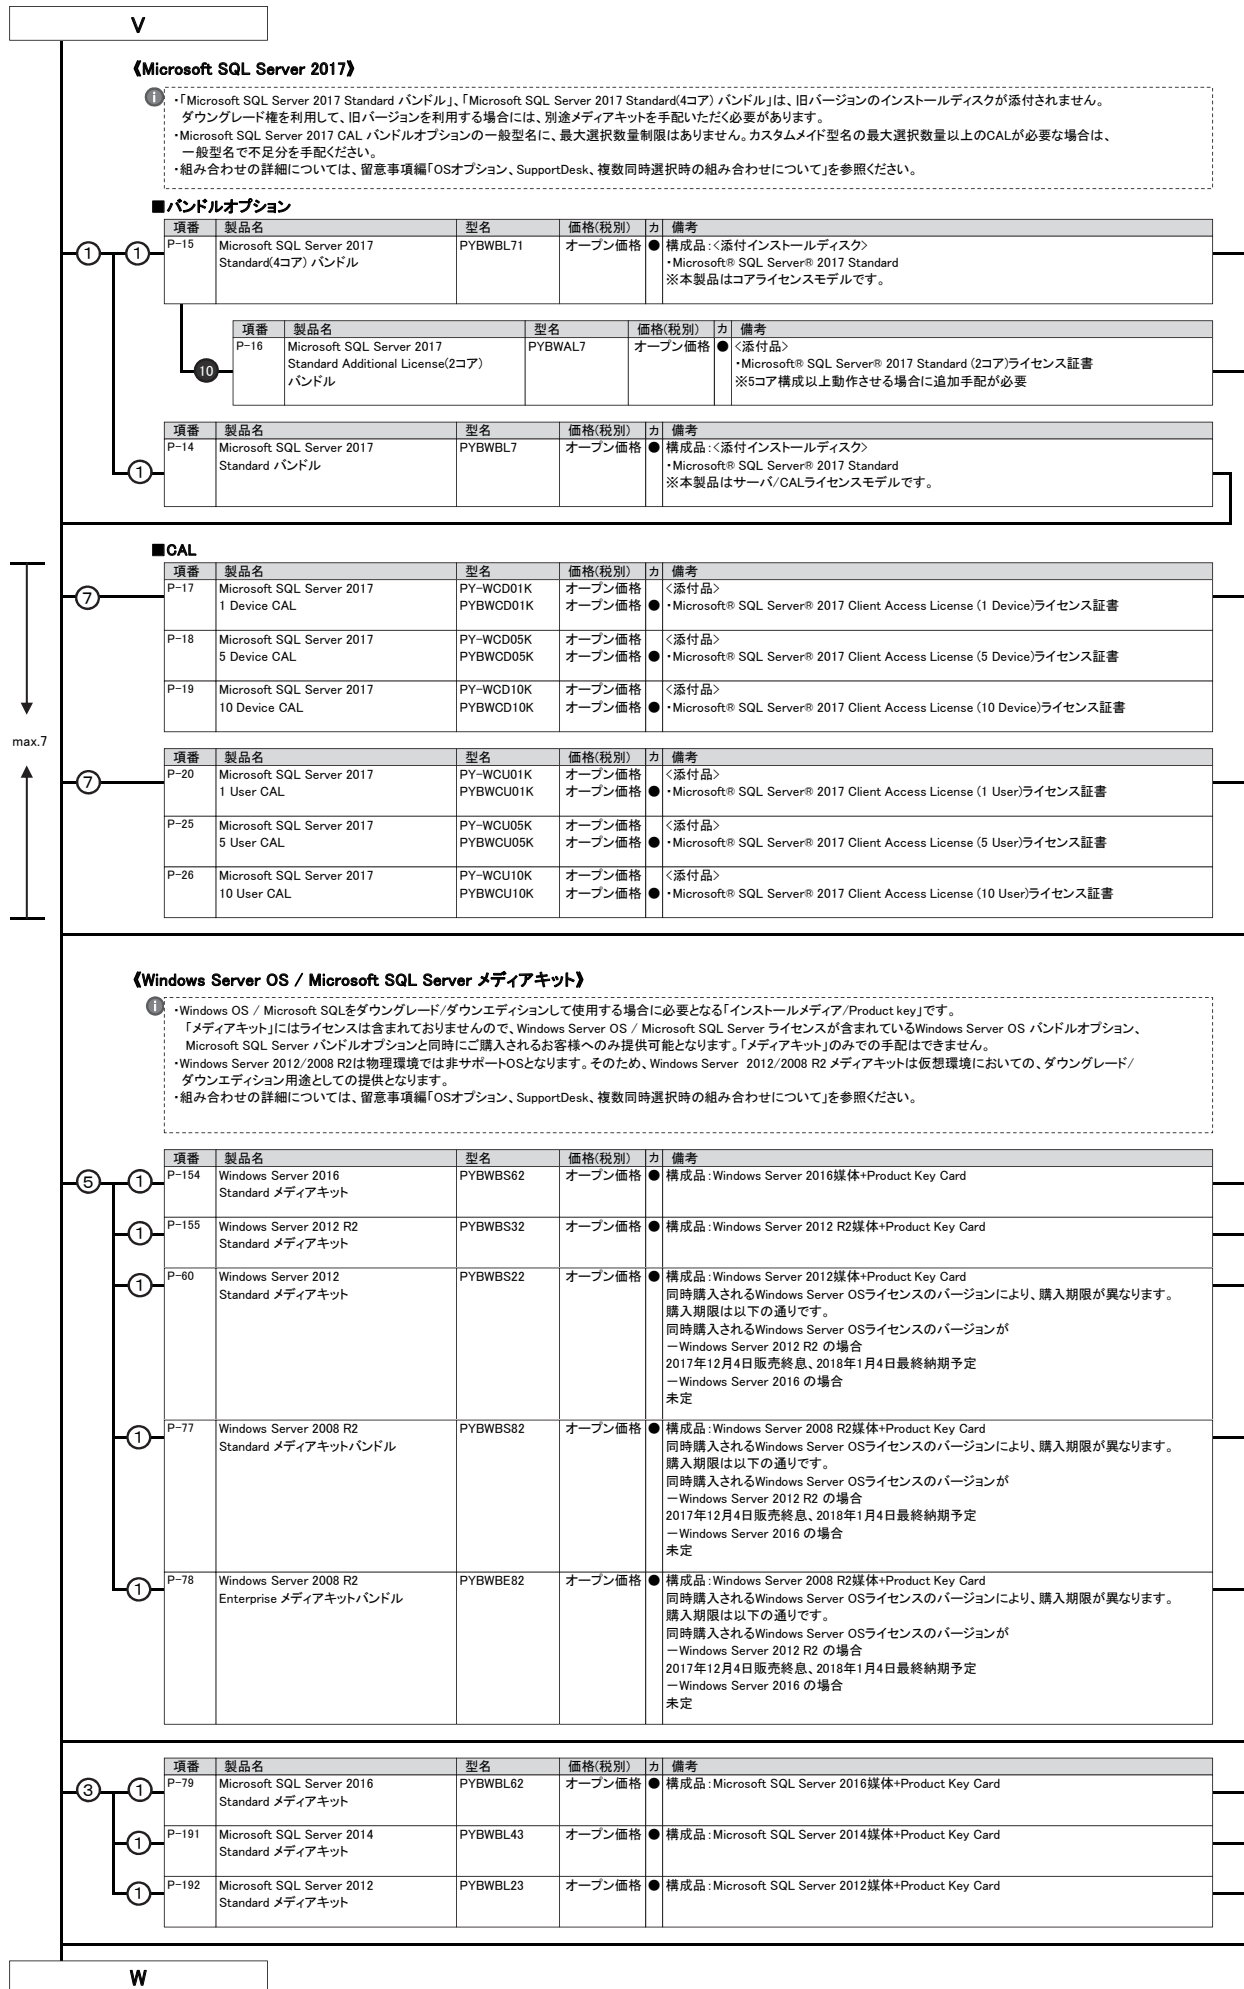 V
《Microsoft SQL Server 2017》
・「Microsoft SQL Server 2017 Standard バンドル」、「Microsoft SQL Server 2017 Standard(4コア) バンドル」は、旧バージョンのインストールディスクが添付されません。
ダウングレード権を利用して、旧バージョンを利用する場合には、別途メディアキットを手配いただく必要があります。
・Microsoft SQL Server 2017 CAL バンドルオプションの一般型名に、最大選択数量制限はありません。カスタムメイド型名の最大選択数量以上のCALが必要な場合は、
一般型名で不足分を手配ください。
・組み合わせの詳細については、留意事項編「OSオプション、SupportDesk、複数同時選択時の組み合わせについて」を参照ください。
■バンドルオプション
項番 製品名 型名 価格(税別) カ 備考
① ① P-15 Microsoft SQL Server 2017 PYBWBL71 オープン価格 ● 構成品:<添付インストールディスク>
Standard(4コア) バンドル ・Microsoft® SQL Server® 2017 Standard
※本製品はコアライセンスモデルです。
項番 製品名 型名 価格(税別) カ 備考
P-16 Microsoft SQL Server 2017 PYBWAL7 オープン価格 ● <添付品>
10 Standard Additional License(2コア) ・Microsoft® SQL Server® 2017 Standard (2コア)ライセンス証書
バンドル ※5コア構成以上動作させる場合に追加手配が必要
項番 製品名 型名 価格(税別) カ 備考
P-14 Microsoft SQL Server 2017 PYBWBL7 オープン価格 ● 構成品:<添付インストールディスク>
① Standard バンドル ・Microsoft® SQL Server® 2017 Standard
※本製品はサーバ/CALライセンスモデルです。
■CAL
項番 製品名 型名 価格(税別) カ 備考
P-17 Microsoft SQL Server 2017 PY-WCD01K オープン価格 <添付品>
⑦ 1 Device CAL PYBWCD01K オープン価格 ● ・Microsoft® SQL Server® 2017 Client Access License (1 Device)ライセンス証書
P-18 Microsoft SQL Server 2017 PY-WCD05K オープン価格 <添付品>
5 Device CAL PYBWCD05K オープン価格 ● ・Microsoft® SQL Server® 2017 Client Access License (5 Device)ライセンス証書
P-19 Microsoft SQL Server 2017 PY-WCD10K オープン価格 <添付品>
10 Device CAL PYBWCD10K オープン価格 ● ・Microsoft® SQL Server® 2017 Client Access License (10 Device)ライセンス証書
max.7
項番 製品名 型名 価格(税別) カ 備考
⑦ P-20 Microsoft SQL Server 2017 PY-WCU01K オープン価格 <添付品>
1 User CAL PYBWCU01K オープン価格 ● ・Microsoft® SQL Server® 2017 Client Access License (1 User)ライセンス証書
P-25 Microsoft SQL Server 2017 PY-WCU05K オープン価格 <添付品>
5 User CAL PYBWCU05K オープン価格 ● ・Microsoft® SQL Server® 2017 Client Access License (5 User)ライセンス証書
P-26 Microsoft SQL Server 2017 PY-WCU10K オープン価格 <添付品>
10 User CAL PYBWCU10K オープン価格 ● ・Microsoft® SQL Server® 2017 Client Access License (10 User)ライセンス証書
《Windows Server OS / Microsoft SQL Server メディアキット》
・Windows OS / Microsoft SQLをダウングレード/ダウンエディションして使用する場合に必要となる「インストールメディア/Product key」です。
「メディアキット」にはライセンスは含まれておりませんので、Windows Server OS / Microsoft SQL Server ライセンスが含まれているWindows Server OS バンドルオプション、
Microsoft SQL Server バンドルオプションと同時にご購入されるお客様へのみ提供可能となります。「メディアキット」のみでの手配はできません。
・Windows Server 2012/2008 R2は物理環境では非サポートOSとなります。そのため、Windows Server 2012/2008 R2 メディアキットは仮想環境においての、ダウングレード/
ダウンエディション用途としての提供となります。
・組み合わせの詳細については、留意事項編「OSオプション、SupportDesk、複数同時選択時の組み合わせについて」を参照ください。
項番 製品名 型名 価格(税別) カ 備考
⑤ ① P-154 Windows Server 2016 PYBWBS62 オープン価格 ● 構成品:Windows Server 2016媒体+Product Key Card
Standard メディアキット
① P-155 Windows Server 2012 R2 PYBWBS32 オープン価格 ● 構成品:Windows Server 2012 R2媒体+Product Key Card
Standard メディアキット
① P-60 Windows Server 2012 PYBWBS22 オープン価格 ● 構成品:Windows Server 2012媒体+Product Key Card
Standard メディアキット 同時購入されるWindows Server OSライセンスのバージョンにより、購入期限が異なります。
購入期限は以下の通りです。
同時購入されるWindows Server OSライセンスのバージョンが
－Windows Server 2012 R2 の場合
2017年12月4日販売終息、2018年1月4日最終納期予定
－Windows Server 2016 の場合
未定
① P-77 Windows Server 2008 R2 PYBWBS82 オープン価格 ● 構成品:Windows Server 2008 R2媒体+Product Key Card
Standard メディアキットバンドル 同時購入されるWindows Server OSライセンスのバージョンにより、購入期限が異なります。
購入期限は以下の通りです。
同時購入されるWindows Server OSライセンスのバージョンが
－Windows Server 2012 R2 の場合
2017年12月4日販売終息、2018年1月4日最終納期予定
－Windows Server 2016 の場合
未定
① P-78 Windows Server 2008 R2 PYBWBE82 オープン価格 ● 構成品:Windows Server 2008 R2媒体+Product Key Card
Enterprise メディアキットバンドル 同時購入されるWindows Server OSライセンスのバージョンにより、購入期限が異なります。
購入期限は以下の通りです。
同時購入されるWindows Server OSライセンスのバージョンが
－Windows Server 2012 R2 の場合
2017年12月4日販売終息、2018年1月4日最終納期予定
－Windows Server 2016 の場合
未定
項番 製品名 型名 価格(税別) カ 備考
③ ① P-79 Microsoft SQL Server 2016 PYBWBL62 オープン価格 ● 構成品:Microsoft SQL Server 2016媒体+Product Key Card
Standard メディアキット
① P-191 Microsoft SQL Server 2014 PYBWBL43 オープン価格 ● 構成品:Microsoft SQL Server 2014媒体+Product Key Card
Standard メディアキット
① P-192 Microsoft SQL Server 2012 PYBWBL23 オープン価格 ● 構成品:Microsoft SQL Server 2012媒体+Product Key Card
Standard メディアキット
W